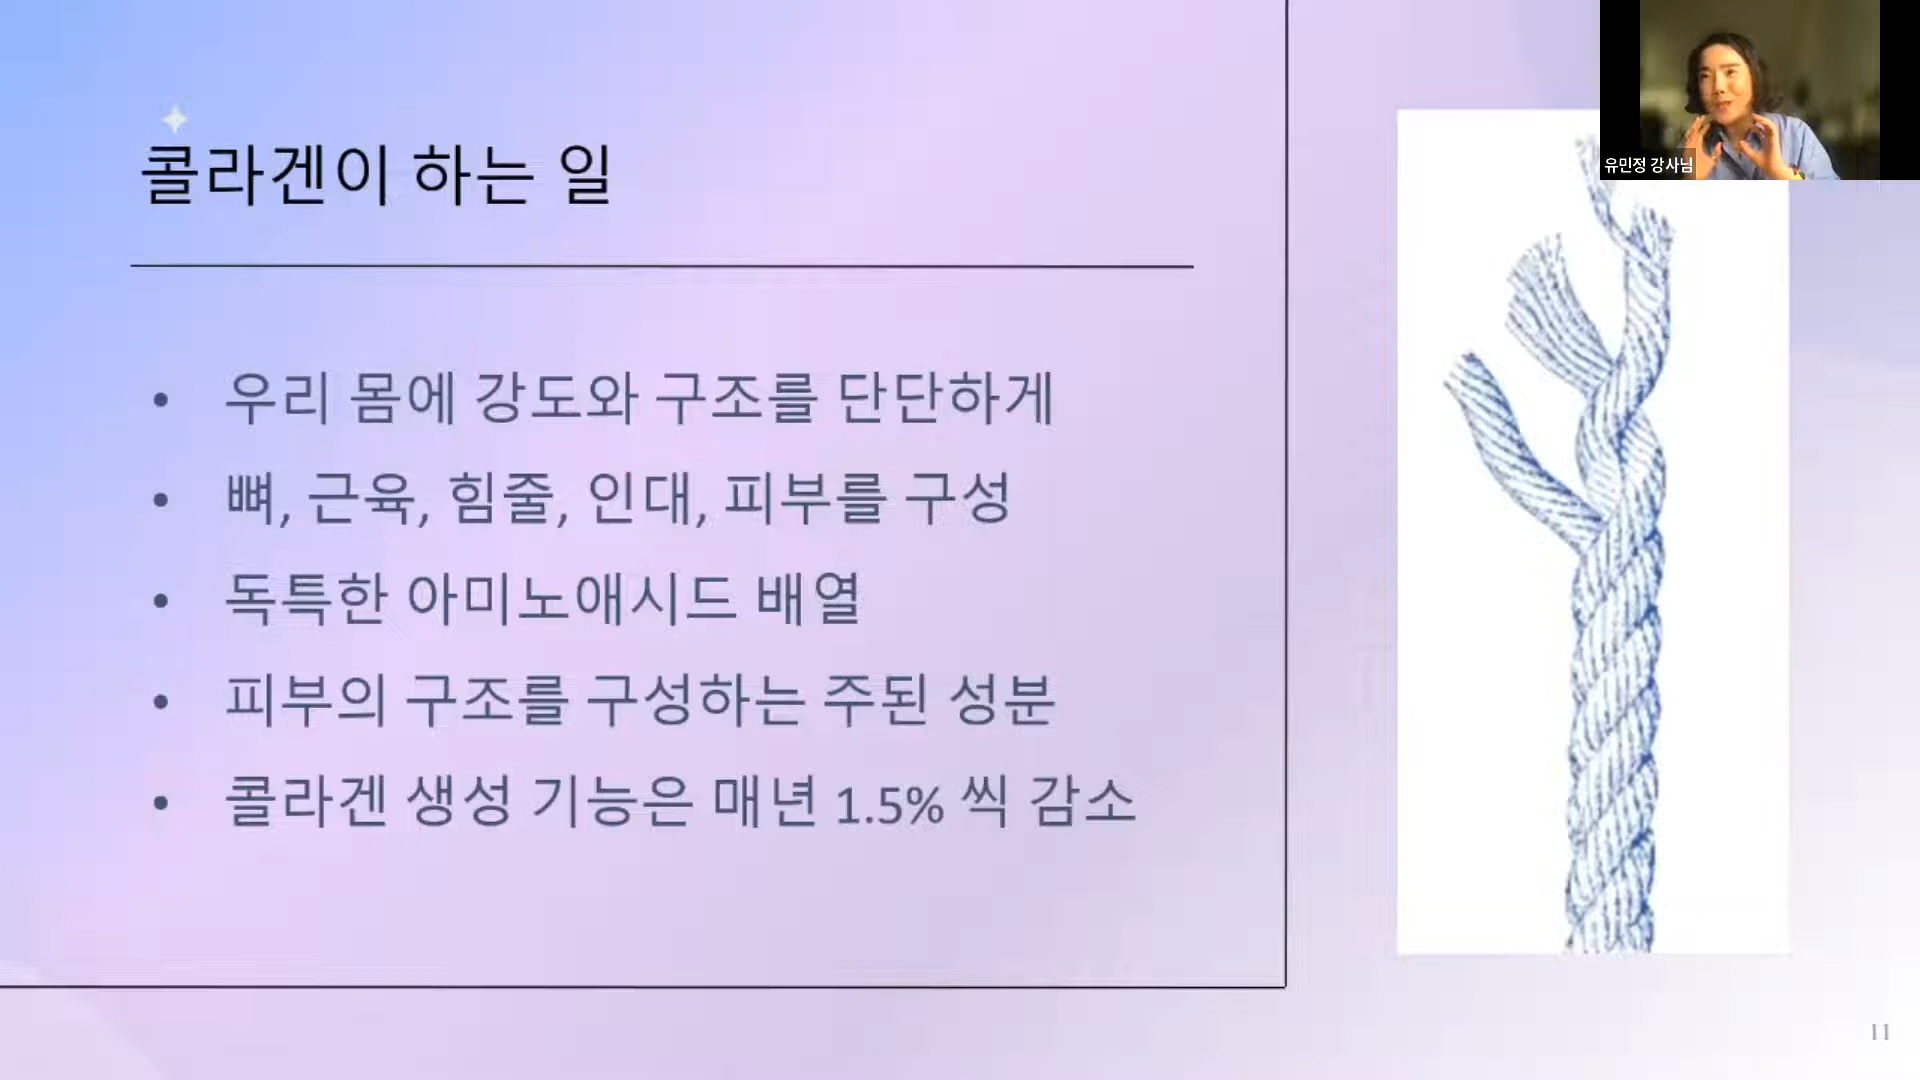 콜라겐이 하는 일
• 우리 몸에 강도와 구조를 단단하게
• 뼈, 근육, 힘줄, 인대, 피부를 구성
• 독특한 아미노애시드 배열
• 피부의 구조를 구성하는 주된 성분
• 콜라겐 생성 기능은 매년 1.5% 씩 감소
유민정 강사님
11